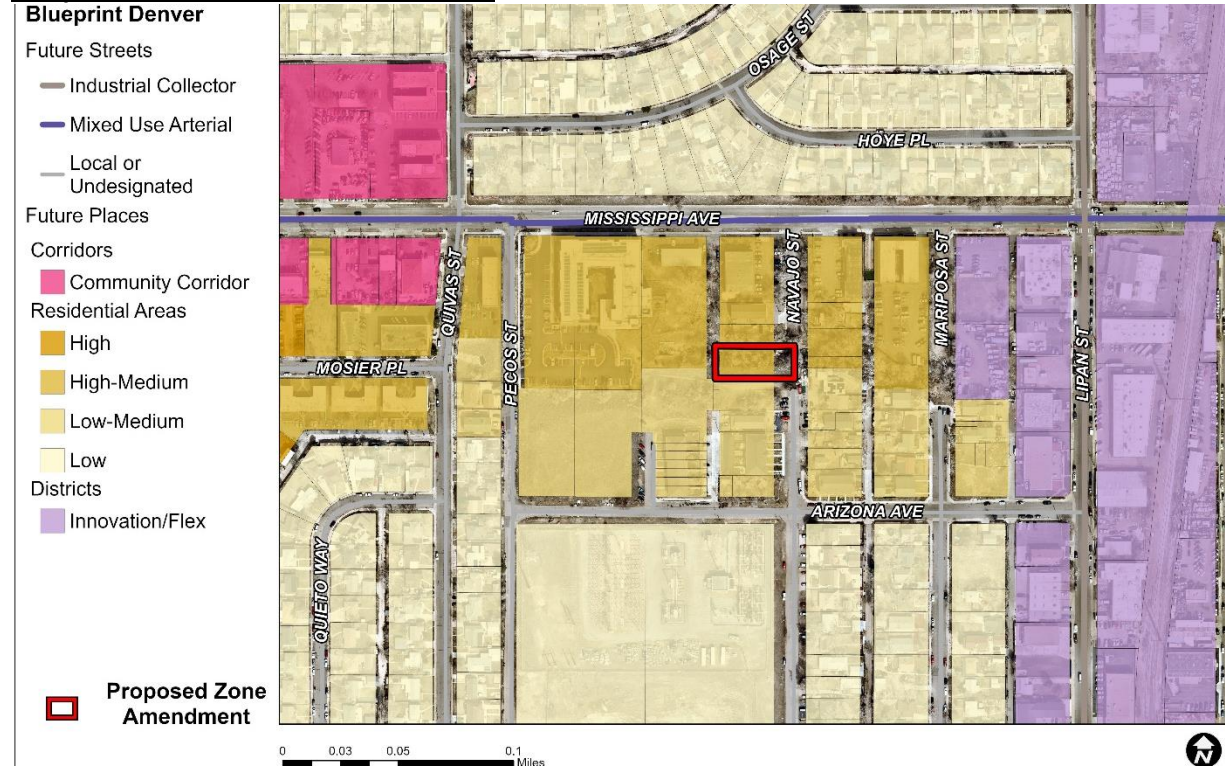 Blueprint Denver
Future Streets
Industrial Collector
Mixed Use Arterial
Local or
Undesignated
Future Places
Corridors
Community Corridor
Residential Areas
High
High-Medium
Low-Medium
Low
Districts
Innovation/Flex
Proposed Zone
Amendment
OSAGE ST
HOYE PL
MISSISSIPPI AVE
QUIVAS ST
NAVAJO ST
MARIPOSA ST
PECOS ST
LIPAN ST
MOSIER PL
ARIZONA AVE
QUIETO WAY
0 0.03 0.05 0.1
Miles
N